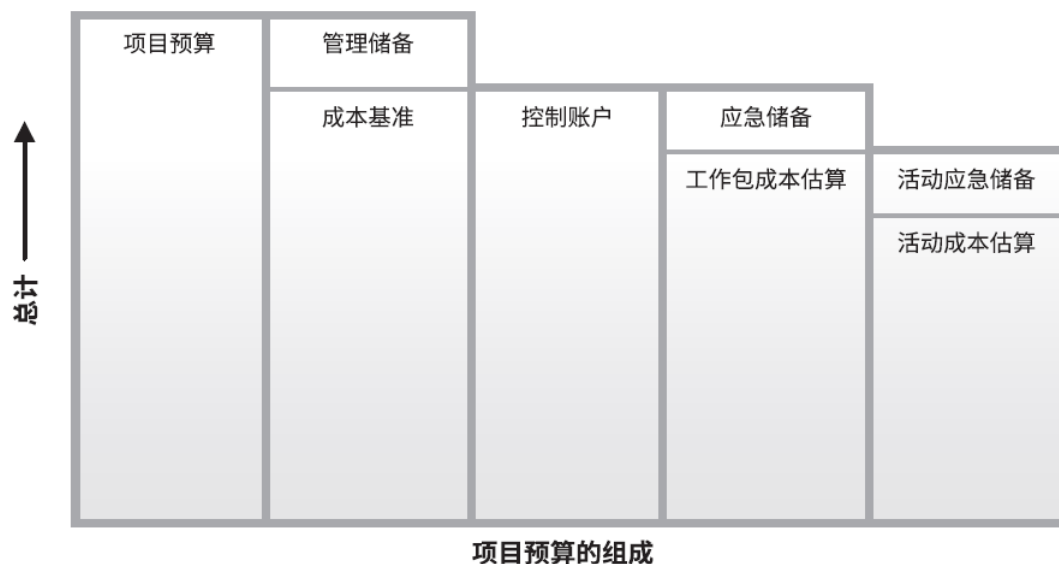 项目预算
管理储备
成本基准
控制账户
应急储备
工作包成本估算
活动应急储备
活动成本估算
总计
项目预算的组成